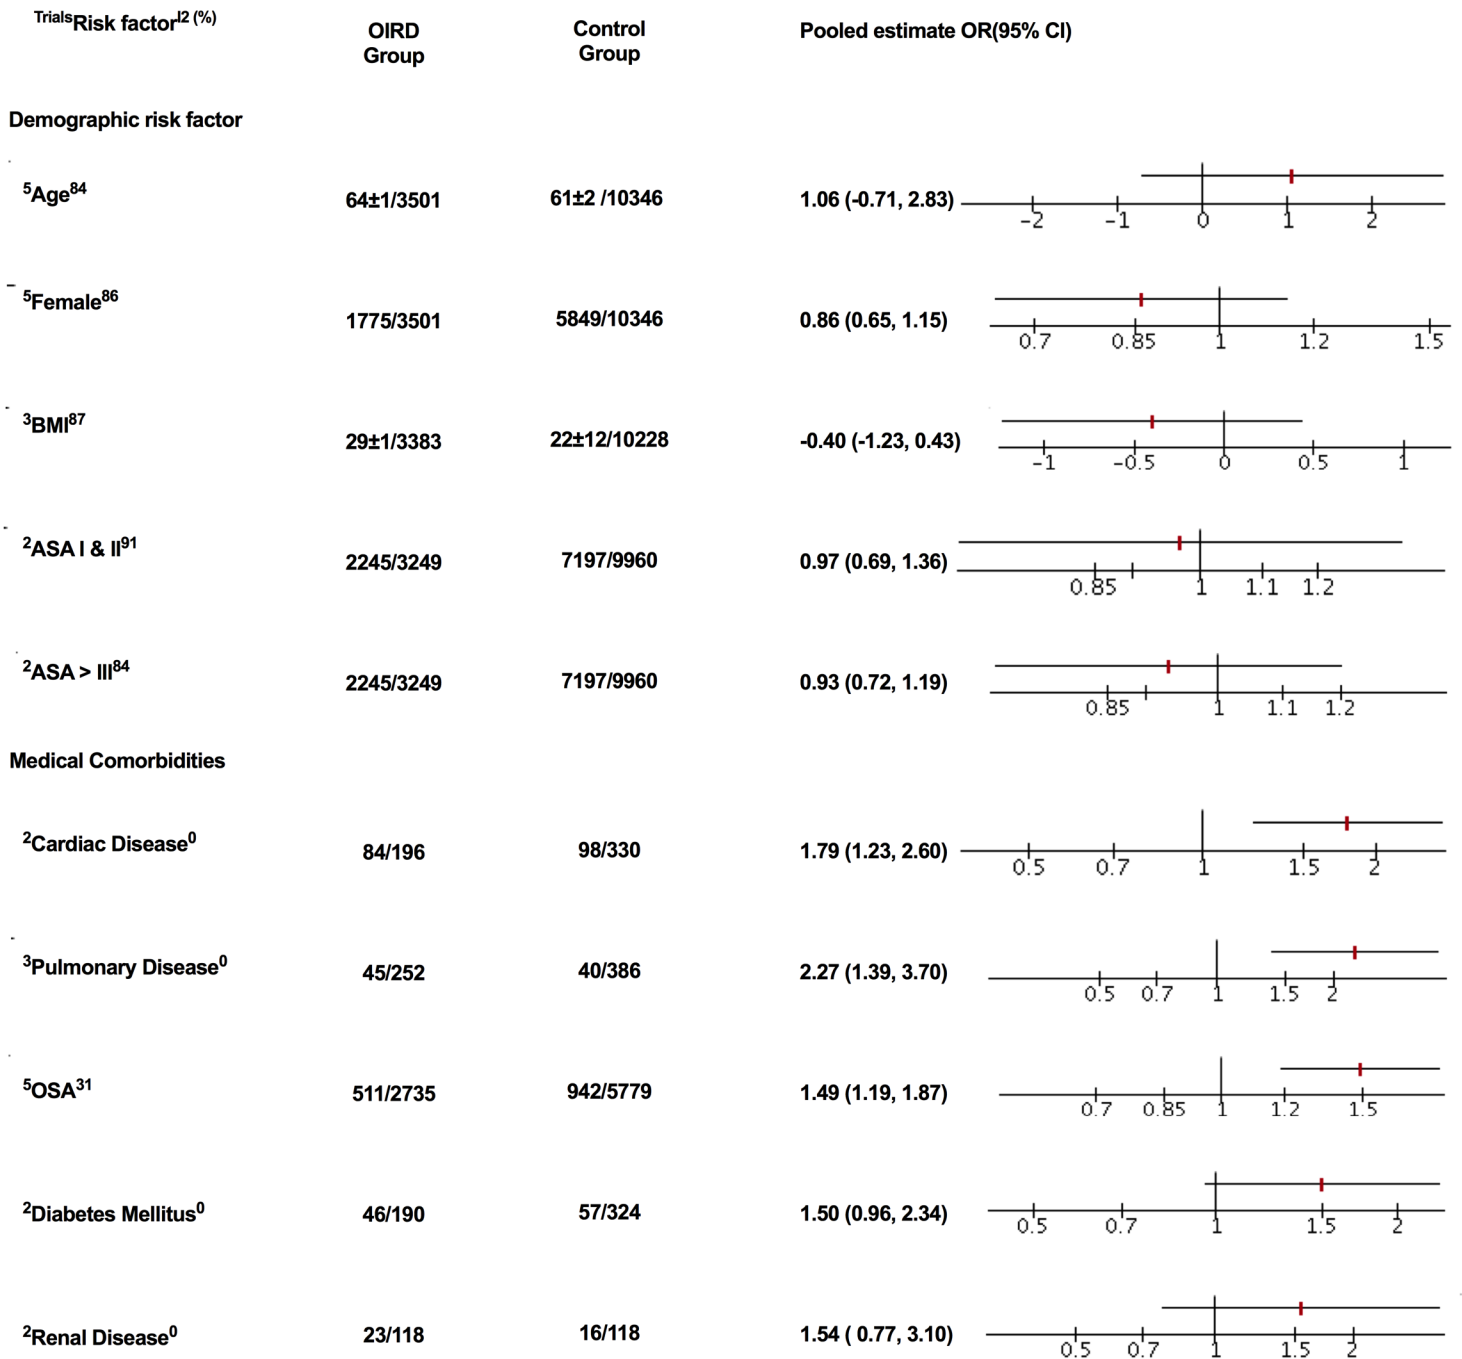 TrialsRisk factorI2 (%) OIRD Group Control Group Pooled estimate OR(95% CI)
Demographic risk factor
5Age84 64±1/3501 61±2 /10346 1.06 (-0.71, 2.83)
-2 -1 0 1 2
5Female86 1775/3501 5849/10346 0.86 (0.65, 1.15)
0.7 0.85 1 1.2 1.5
3BMI87 29±1/3383 22±12/10228 -0.40 (-1.23, 0.43)
-1 -0.5 0 0.5 1
2ASA I & II91 2245/3249 7197/9960 0.97 (0.69, 1.36)
0.85 1 1.1 1.2
2ASA > III84 2245/3249 7197/9960 0.93 (0.72, 1.19)
0.85 1 1.1 1.2
Medical Comorbidities
2Cardiac Disease0 84/196 98/330 1.79 (1.23, 2.60)
0.5 0.7 1 1.5 2
3Pulmonary Disease0 45/252 40/386 2.27 (1.39, 3.70)
0.5 0.7 1 1.5 2
5OSA31 511/2735 942/5779 1.49 (1.19, 1.87)
0.7 0.85 1 1.2 1.5
2Diabetes Mellitus0 46/190 57/324 1.50 (0.96, 2.34)
0.5 0.7 1 1.5 2
2Renal Disease0 23/118 16/118 1.54 ( 0.77, 3.10)
0.5 0.7 1 1.5 2